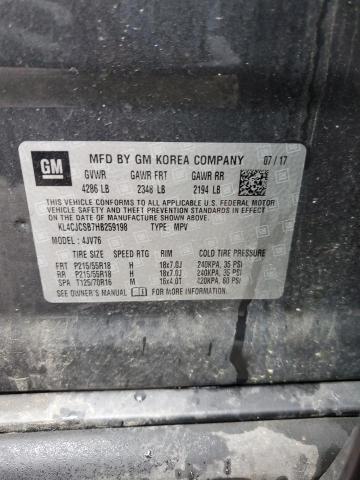 GM
MFD BY GM KOREA COMPANY 07/17
GVWR GAWR FRT GAWR RR
4286 LB 2348 LB 2194 LB
THIS VEHICLE CONFORMS TO ALL APPLICABLE U.S. FEDERAL MOTOR
VEHICLE SAFETY, BUMPER, AND THEFT PREVENTION STANDARDS IN
EFFECT ON THE DATE OF MANUFACTURE SHOWN ABOVE.
KL4CJCSB7HB259198 TYPE: MPV
MODEL: 4JV76
TIRE SIZE SPEED RTG RIM COLD TIRE PRESSURE
FRT P215/55R18 H 18x7.0J 240KPA, 35 PSI
RR P215/55R18 H 18x7.0J 240KPA, 35 PSI
SPA T125/70R16 M 16x4.0T 420KPA, 60 PSI
SEE OWNER'S MANUAL FOR ADDITIONAL INFORMATION.